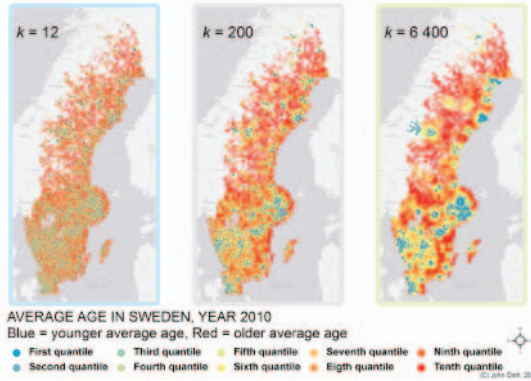 k = 12
k = 200
k = 6 400
AVERAGE AGE IN SWEDEN, YEAR 2010
Blue = younger average age, Red = older average age
First quantile Third quantile Fifth quantile Seventh quantile Ninth quantile
Second quantile Fourth quantile Sixth quantile Eigth quantile Tenth quantile
(C) John